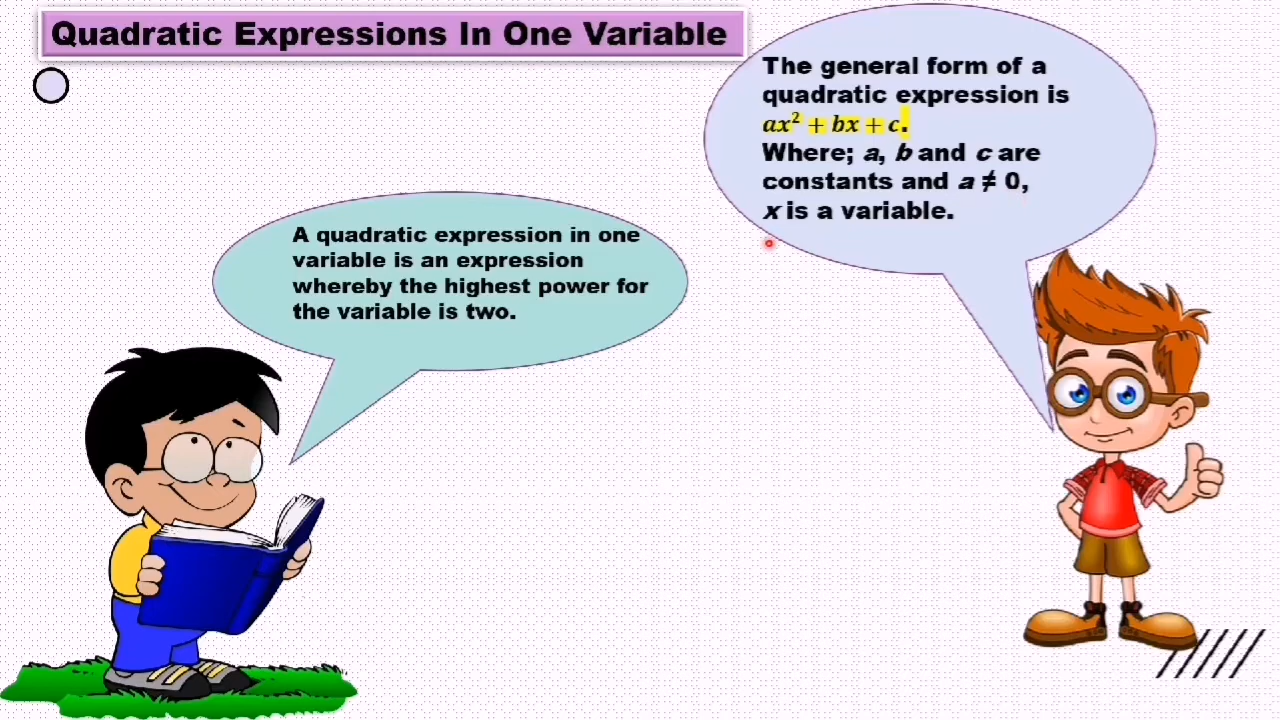 Quadratic Expressions In One Variable
The general form of a
quadratic expression is
ax² + bx + c.
Where; a, b and c are
constants and a ≠ 0,
x is a variable.
A quadratic expression in one
variable is an expression
whereby the highest power for
the variable is two.